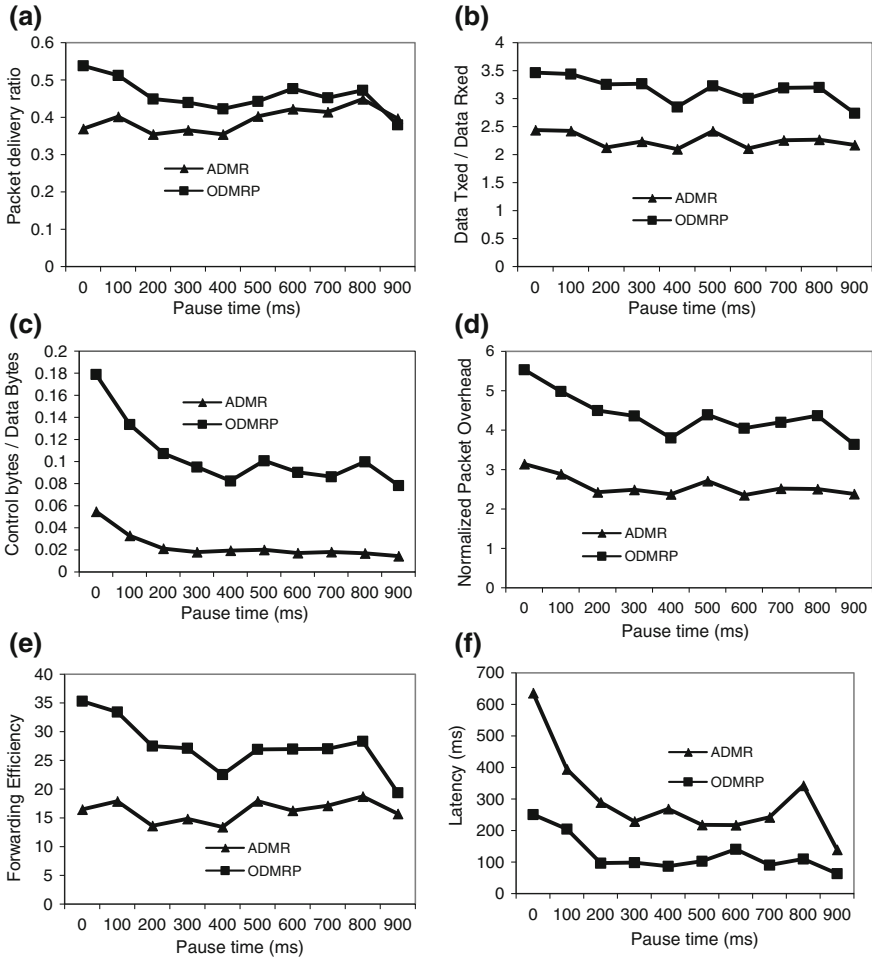 (a)
0.6
0.5
0.4
0.3
0.2
0.1
0
Packet delivery ratio
ADMR
ODMRP
0 100 200 300 400 500 600 700 800 900
Pause time (ms)
(b)
4
3.5
3
2.5
2
1.5
1
0.5
0
Data Txed / Data Rxed
ADMR
ODMRP
0 100 200 300 400 500 600 700 800 900
Pause time (ms)
(c)
0.2
0.18
0.16
0.14
0.12
0.1
0.08
0.06
0.04
0.02
0
Control bytes / Data Bytes
ADMR
ODMRP
0 100 200 300 400 500 600 700 800 900
Pause time (ms)
(d)
6
5
4
3
2
1
0
Normalized Packet Overhead
ADMR
ODMRP
0 100 200 300 400 500 600 700 800 900
Pause time (ms)
(e)
40
35
30
25
20
15
10
5
0
Forwarding Efficiency
ADMR
ODMRP
0 100 200 300 400 500 600 700 800 900
Pause time (ms)
(f)
700
600
500
400
300
200
100
0
Latency (ms)
ADMR
ODMRP
0 100 200 300 400 500 600 700 800 900
Pause time (ms)